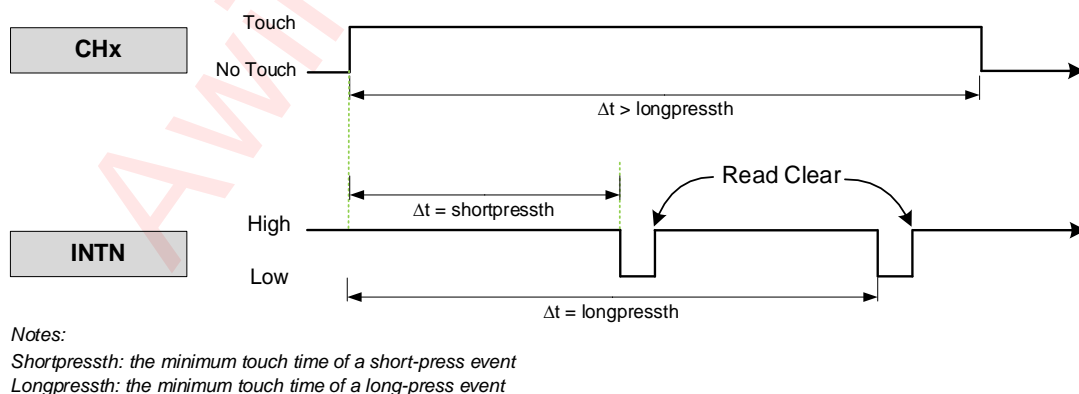 Touch
CHx
No Touch
Δt > longpressth
Read Clear
Δt = shortpressth
High
INTN
Low
Δt = longpressth
Notes:
Shortpressth: the minimum touch time of a short-press event
Longpressth: the minimum touch time of a long-press event
Awi